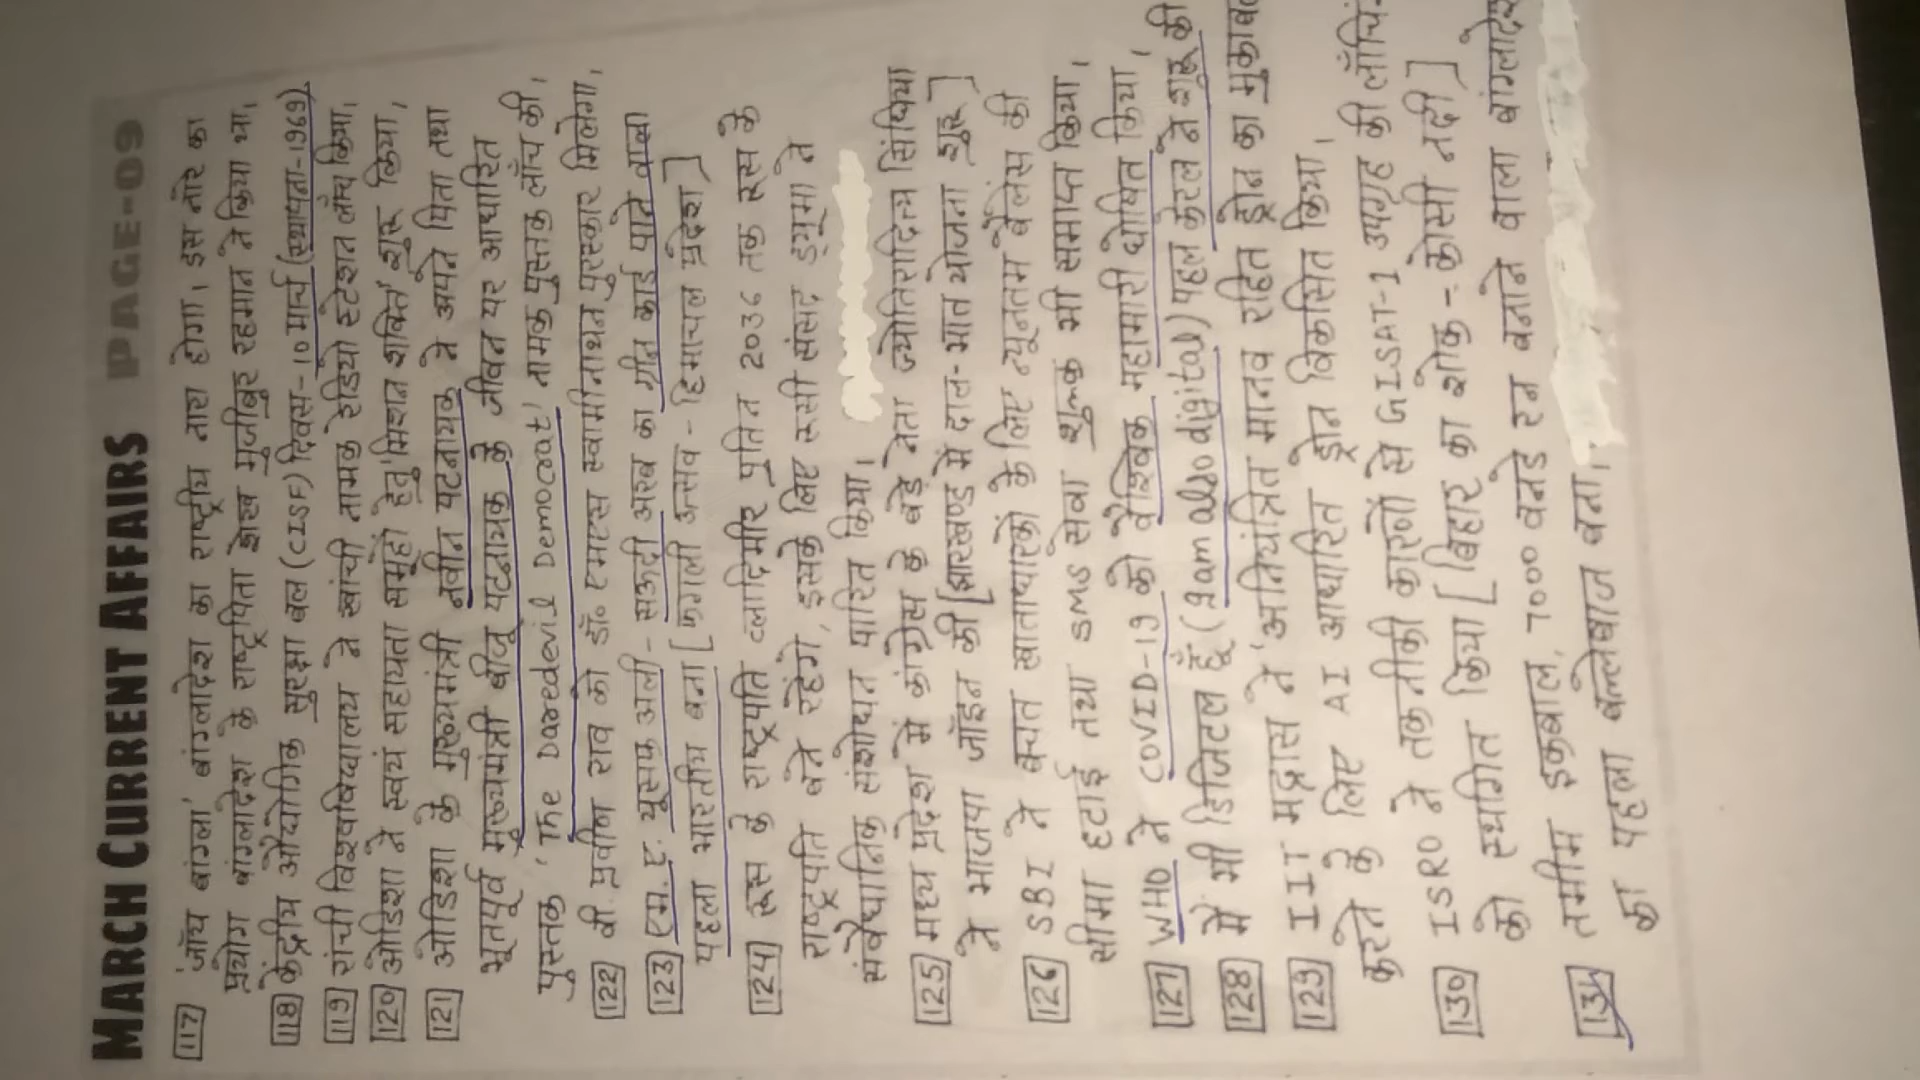 MARCH CURRENT AFFAIRS PAGE-09
117 'जॉय बांग्ला' बांग्लादेश का राष्ट्रीय नारा होगा। इस नारे का
प्रयोग बांग्लादेश के राष्ट्रपिता शेख मुजीबुर रहमान ने किया था।
118 केंद्रीय औद्योगिक सुरक्षा बल (CISF) दिवस - 10 मार्च (स्थापना-1969)
119 रांची विश्वविद्यालय ने खांची नामक रेडियो स्टेशन लाँच किया।
120 ओडिशा ने स्वयं सहायता समूहों हेतु 'मिशन शक्ति' शुरू किया।
121 ओडिशा के मुख्यमंत्री नवीन पटनायक ने अपने पिता तथा
भूतपूर्व मुख्यमंत्री बीजू पटनायक के जीवन पर आधारित
पुस्तक 'The Daredevil Democrat' नामक पुस्तक लाँच की।
122 वी. प्रवीण राव को डॉ. एमएस स्वामीनाथन पुरस्कार मिलेगा।
123 एम. ए. यूसुफ अली - सऊदी अरब का ग्रीन कार्ड पाने वाला
पहला भारतीय बना [फागली उत्सव - हिमाचल प्रदेश]
124 रूस के राष्ट्रपति व्लादिमीर पुतिन 2036 तक रूस के
राष्ट्रपति बने रहेंगे, इसके लिए रूसी संसद ड्यूमा ने
संवैधानिक संशोधन पारित किया।
125 मध्य प्रदेश में कांग्रेस के बड़े नेता ज्योतिरादित्य सिंधिया
ने भाजपा जॉइन की [झारखण्ड में दाल-भात योजना शुरू]
126 SBI ने बचत खाताधारकों के लिए न्यूनतम बैलेंस की
सीमा हटाई तथा SMS सेवा शुल्क भी समाप्त किया।
127 WHO ने COVID-19 को वैश्विक महामारी घोषित किया।
128 में भी डिजिटल हूँ (I am also digital) पहल केरल ने शुरू की
129 IIT मद्रास ने 'अनियंत्रित मानव रहित ड्रोन का मुकाबला
करने के लिए AI आधारित ड्रोन विकसित किया।
130 ISRO ने तकनीकी कारणों से GISAT-1 उपग्रह की लाँचिंग
को स्थगित किया [बिहार का शोक - कोसी नदी]
131 तमीम इकबाल, 7000 वनडे रन बनाने वाला बांग्लादेश
का पहला बल्लेबाज बना।